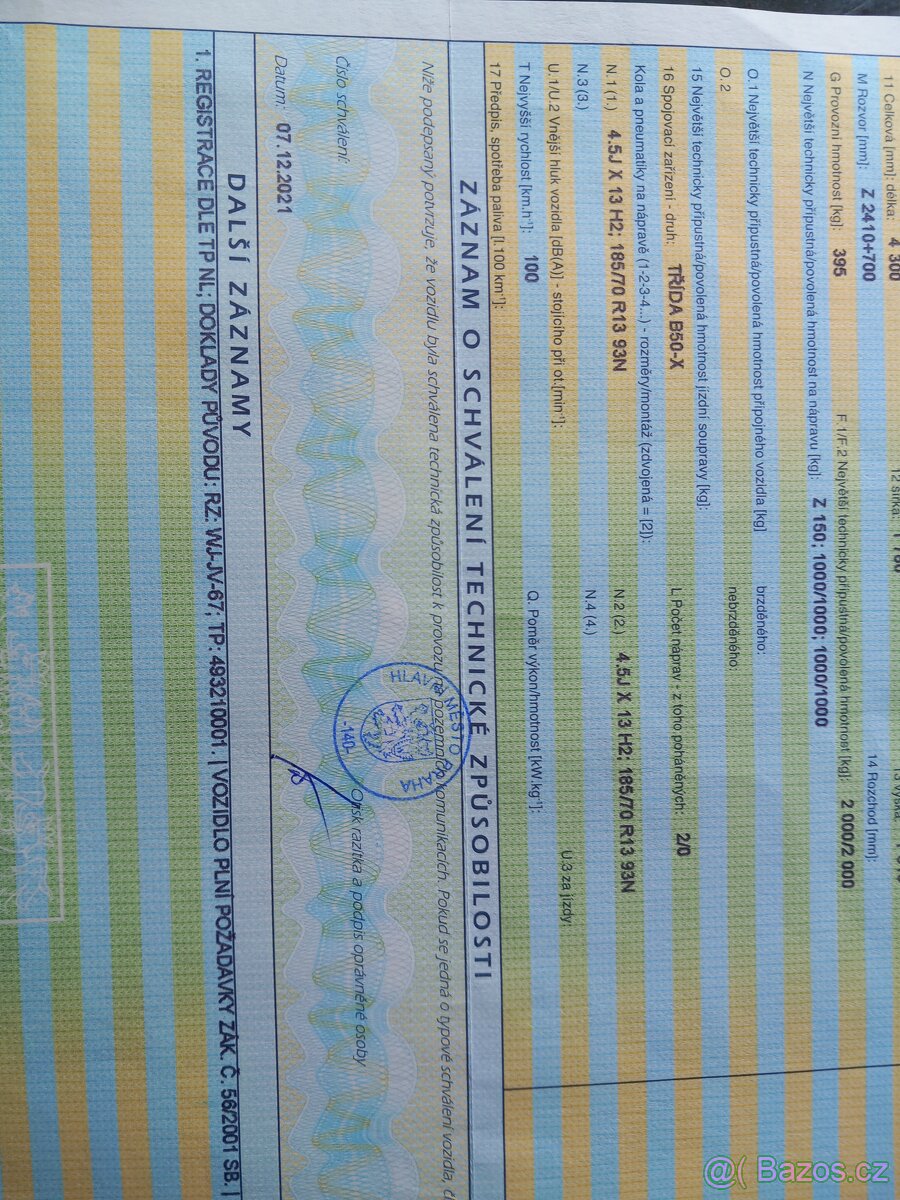 11 Celková [mm]: délka: 4 300 12 šířka:
M Rozvor [mm]: Z 2410+700 14 Rozchod [mm]:
G Provozní hmotnost [kg]: 395 F.1/F.2 Největší technicky přípustná/povolená hmotnost [kg]: 2 000/2 000
N Největší technicky přípustná/povolená hmotnost na nápravu [kg]: Z 150; 1000/1000; 1000/1000
O.1 Největší technicky přípustná/povolená hmotnost přípojného vozidla [kg] brzděného:
O.2 nebrzděného:
15 Největší technicky přípustná/povolená hmotnost jízdní soupravy [kg]:
16 Spojovací zařízení - druh: TŘÍDA B50-X L Počet náprav - z toho poháněných: 2/0
Kola a pneumatiky na nápravě (1-2-3-4...) - rozměry/montáž (zdvojená = [2]):
N.1 (1.) 4.5J X 13 H2; 185/70 R13 93N N.2 (2.) 4.5J X 13 H2; 185/70 R13 93N
N.3 (3.) N.4 (4.)
U.1/U.2 Vnější hluk vozidla [dB(A)] - stojícího při ot.[min⁻¹]: U.3 za jízdy:
T Nejvyšší rychlost [km.h⁻¹]: 100 Q. Poměr výkon/hmotnost [kW.kg⁻¹]:
17 Předpis, spotřeba paliva [l.100 km⁻¹]:
ZÁZNAM O SCHVÁLENÍ TECHNICKÉ ZPŮSOBILOSTI
Níže podepsaný potvrzuje, že vozidlu byla schválena technická způsobilost k provozu na pozemních komunikacích. Pokud se jedná o typové schválení vozidla,
Číslo schválení:
HLAVNÍ MĚSTO PRAHA
-140-
Otisk razítka a podpis oprávněné osoby
Datum: 07.12.2021
DALŠÍ ZÁZNAMY
1. REGISTRACE DLE TP NL; DOKLADY PŮVODU: RZ: WJ-JV-67; TP: 493210001. | VOZIDLO PLNÍ POŽADAVKY ZÁK. Č. 56/2001 SB. |
@( Bazos.cz